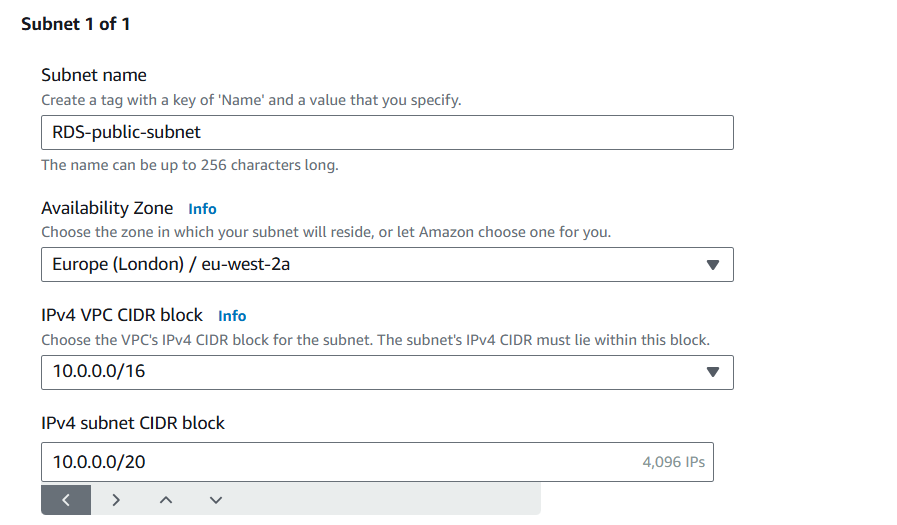 Subnet 1 of 1
Subnet name
Create a tag with a key of 'Name' and a value that you specify.
RDS-public-subnet
The name can be up to 256 characters long.
Availability Zone Info
Choose the zone in which your subnet will reside, or let Amazon choose one for you.
Europe (London) / eu-west-2a
IPv4 VPC CIDR block Info
Choose the VPC's IPv4 CIDR block for the subnet. The subnet's IPv4 CIDR must lie within this block.
10.0.0.0/16
IPv4 subnet CIDR block
10.0.0.0/20 4,096 IPs